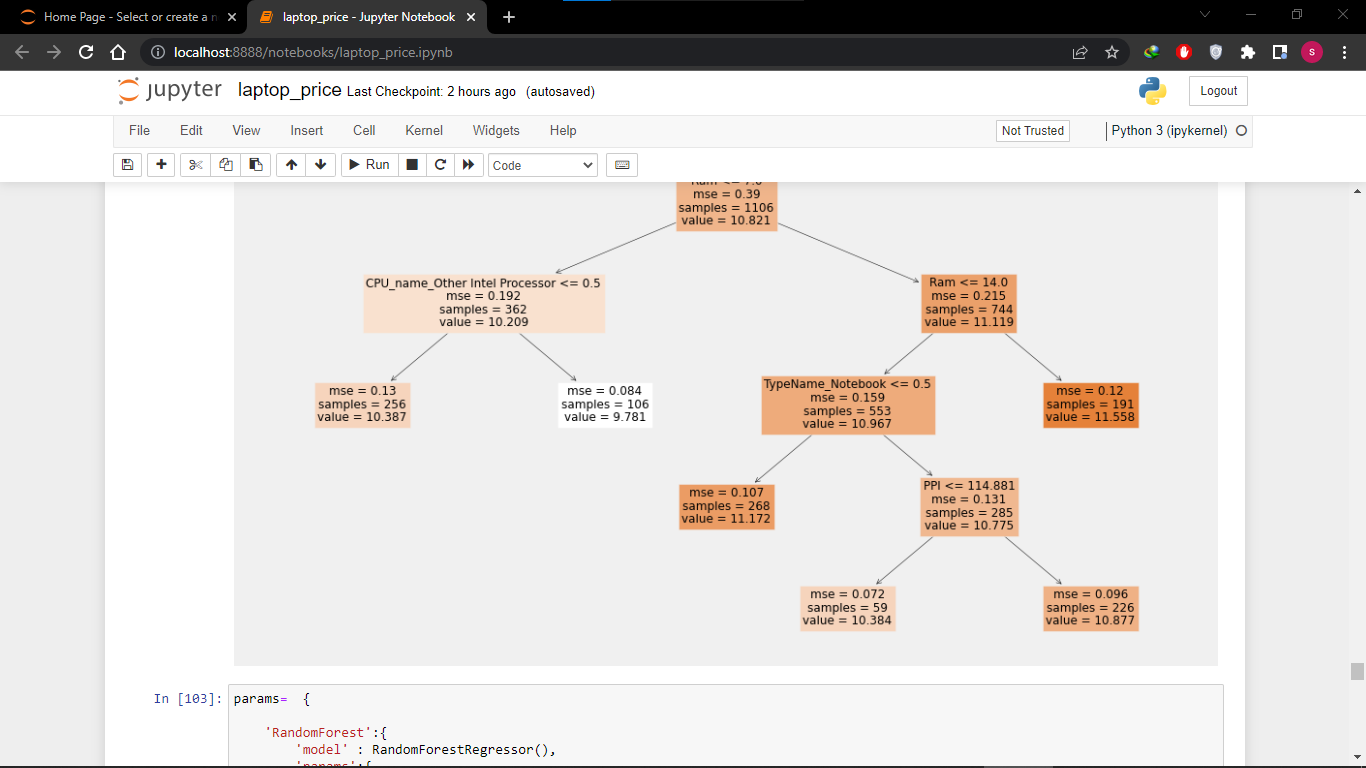 Home Page - Select or create a n
laptop_price - Jupyter Notebook
localhost:8888/notebooks/laptop_price.ipynb
s
jupyter laptop_price Last Checkpoint: 2 hours ago (autosaved)
Logout
File Edit View Insert Cell Kernel Widgets Help
Not Trusted
Python 3 (ipykernel)
Run
Code
mse = 0.39
samples = 1106
value = 10.821
CPU_name_Other Intel Processor <= 0.5
mse = 0.192
samples = 362
value = 10.209
Ram <= 14.0
mse = 0.215
samples = 744
value = 11.119
mse = 0.13
samples = 256
value = 10.387
mse = 0.084
samples = 106
value = 9.781
TypeName_Notebook <= 0.5
mse = 0.159
samples = 553
value = 10.967
mse = 0.12
samples = 191
value = 11.558
mse = 0.107
samples = 268
value = 11.172
PPI <= 114.881
mse = 0.131
samples = 285
value = 10.775
mse = 0.072
samples = 59
value = 10.384
mse = 0.096
samples = 226
value = 10.877
In [103]:
params= {
'RandomForest':{
'model' : RandomForestRegressor(),